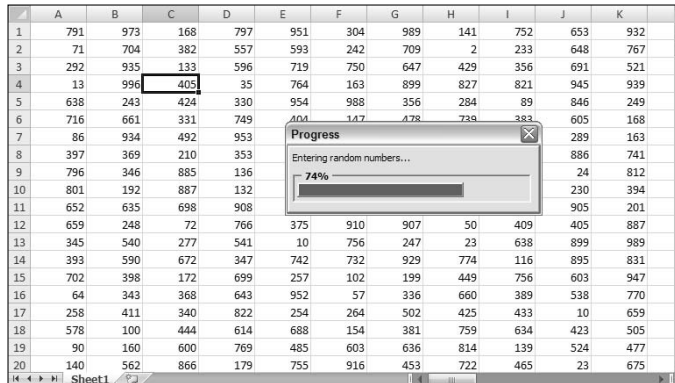 A B C D E F G H I J K
1 791 973 168 797 951 304 989 141 752 653 932
2 71 704 382 557 593 242 709 2 233 648 767
3 292 935 133 596 719 750 647 429 356 691 521
4 13 996 405 35 764 163 899 827 821 945 939
5 638 243 424 330 954 988 356 284 89 846 249
6 716 661 331 749 404 147 478 739 383 605 168
7 86 934 492 953 289 163
8 397 369 210 353 886 741
9 796 346 885 136 24 812
10 801 192 887 132 230 394
11 652 635 698 908 905 201
Progress
Entering random numbers...
74%
12 659 248 72 766 375 910 907 50 409 405 887
13 345 540 277 541 10 756 247 23 638 899 989
14 393 590 672 347 742 732 929 774 116 895 831
15 702 398 172 699 257 102 199 449 756 603 947
16 64 343 368 643 952 57 336 660 389 538 770
17 258 411 340 822 254 264 502 425 433 10 659
18 578 100 444 614 688 154 381 759 634 423 505
19 90 160 600 769 485 603 636 814 139 524 477
20 140 562 866 179 755 916 453 722 465 23 675
Sheet1